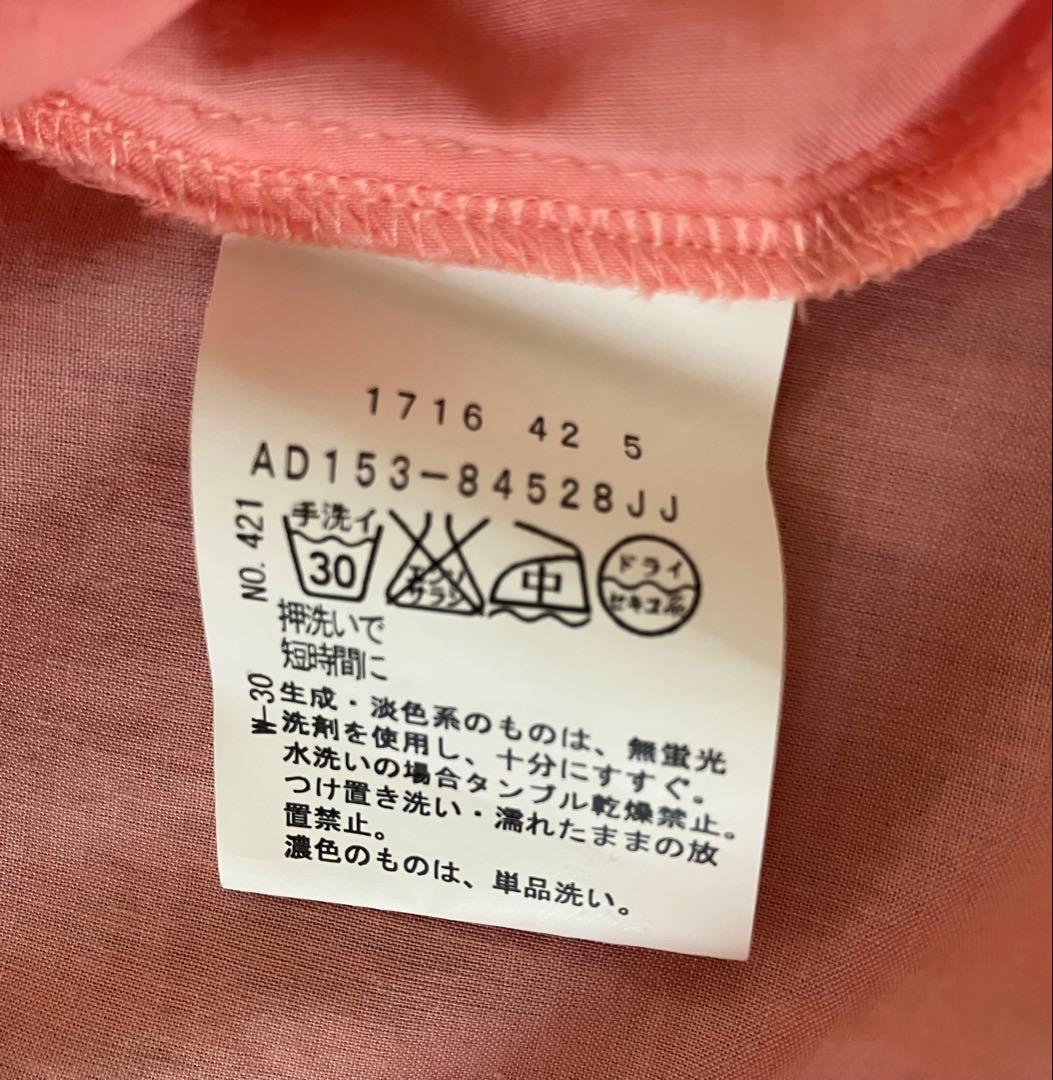 1716 42 5
AD153-84528JJ
NO. 421
手洗イ
30
エンソ
サラシ
中
ドライ
セキユ系
押洗いで
短時間に
W-30
生成・淡色系のものは、無蛍光
洗剤を使用し、十分にすすぐ。
水洗いの場合タンブル乾燥禁止。
つけ置き洗い・濡れたままの放
置禁止。
濃色のものは、単品洗い。